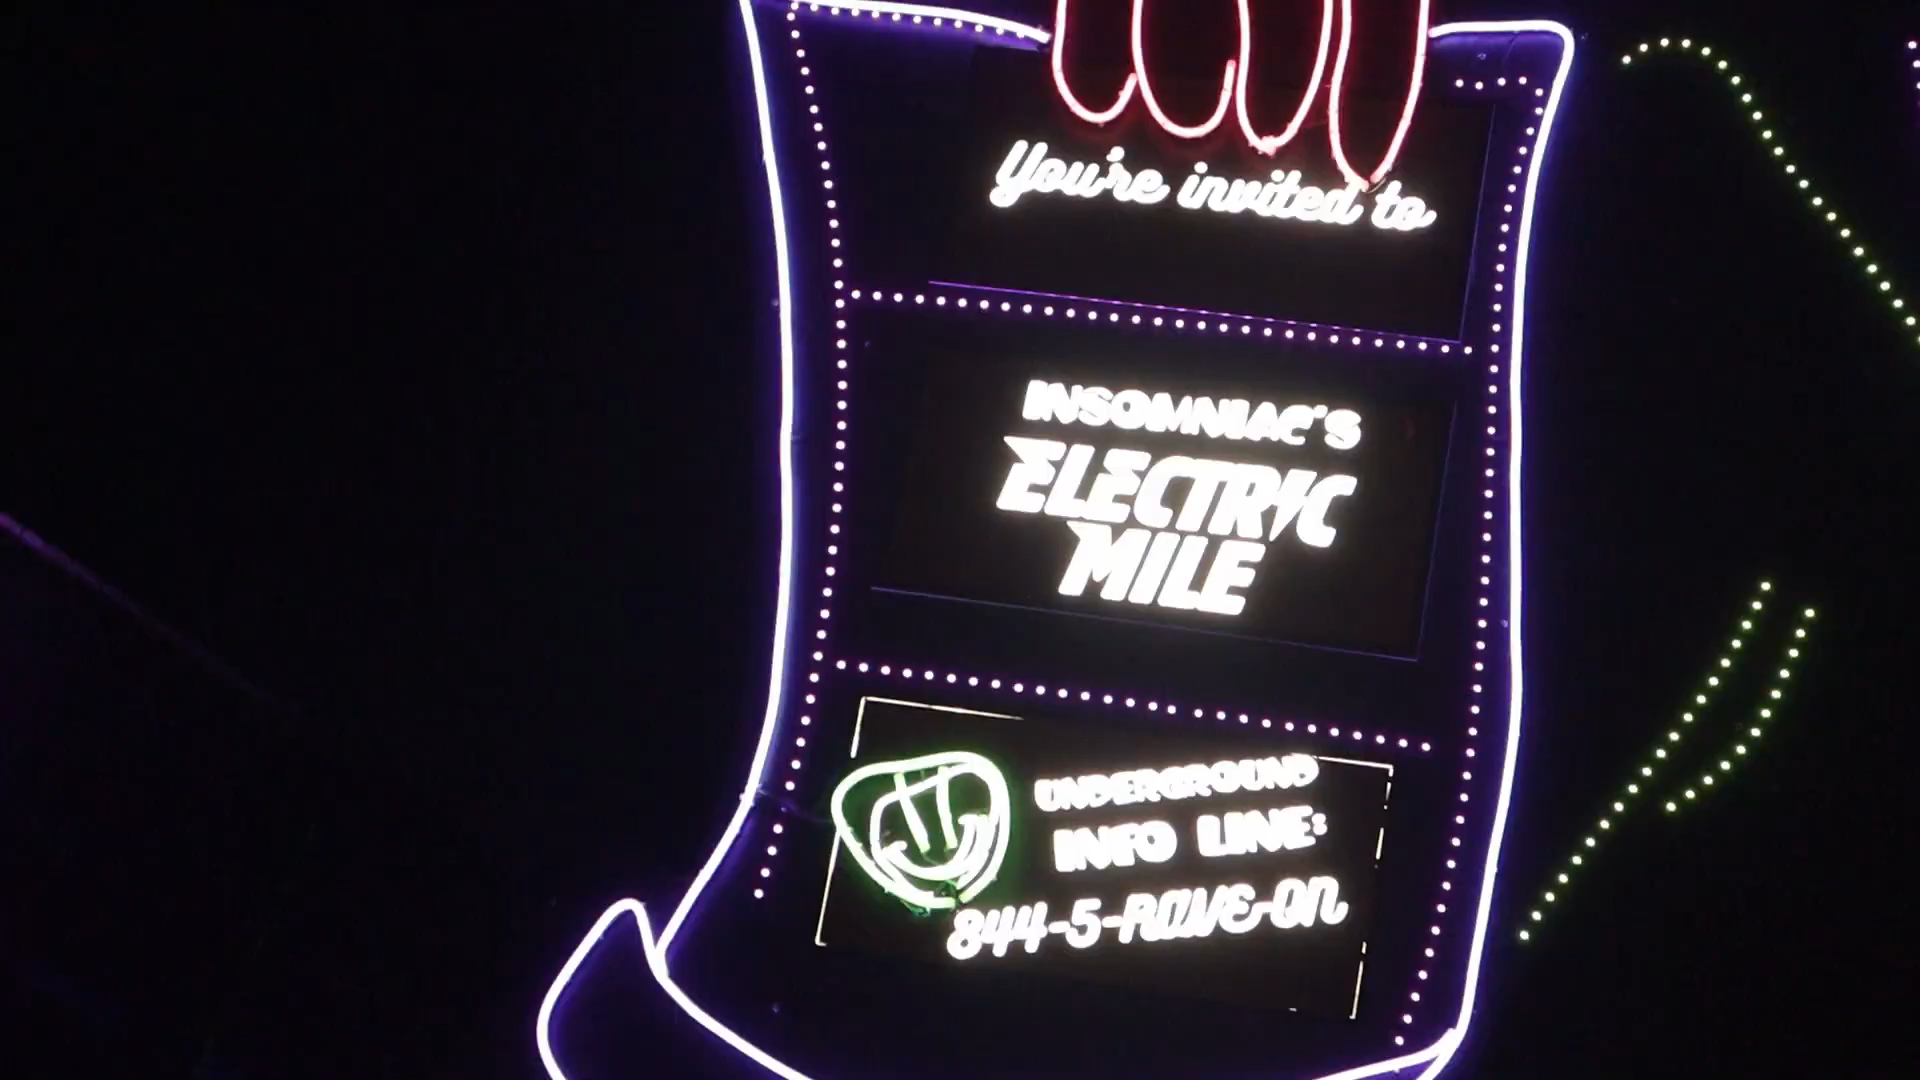 You're invited to
INSOMNIAC'S
ELECTRIC
MILE
UNDERGROUND
INFO LINE:
844-5-RAVE-ON